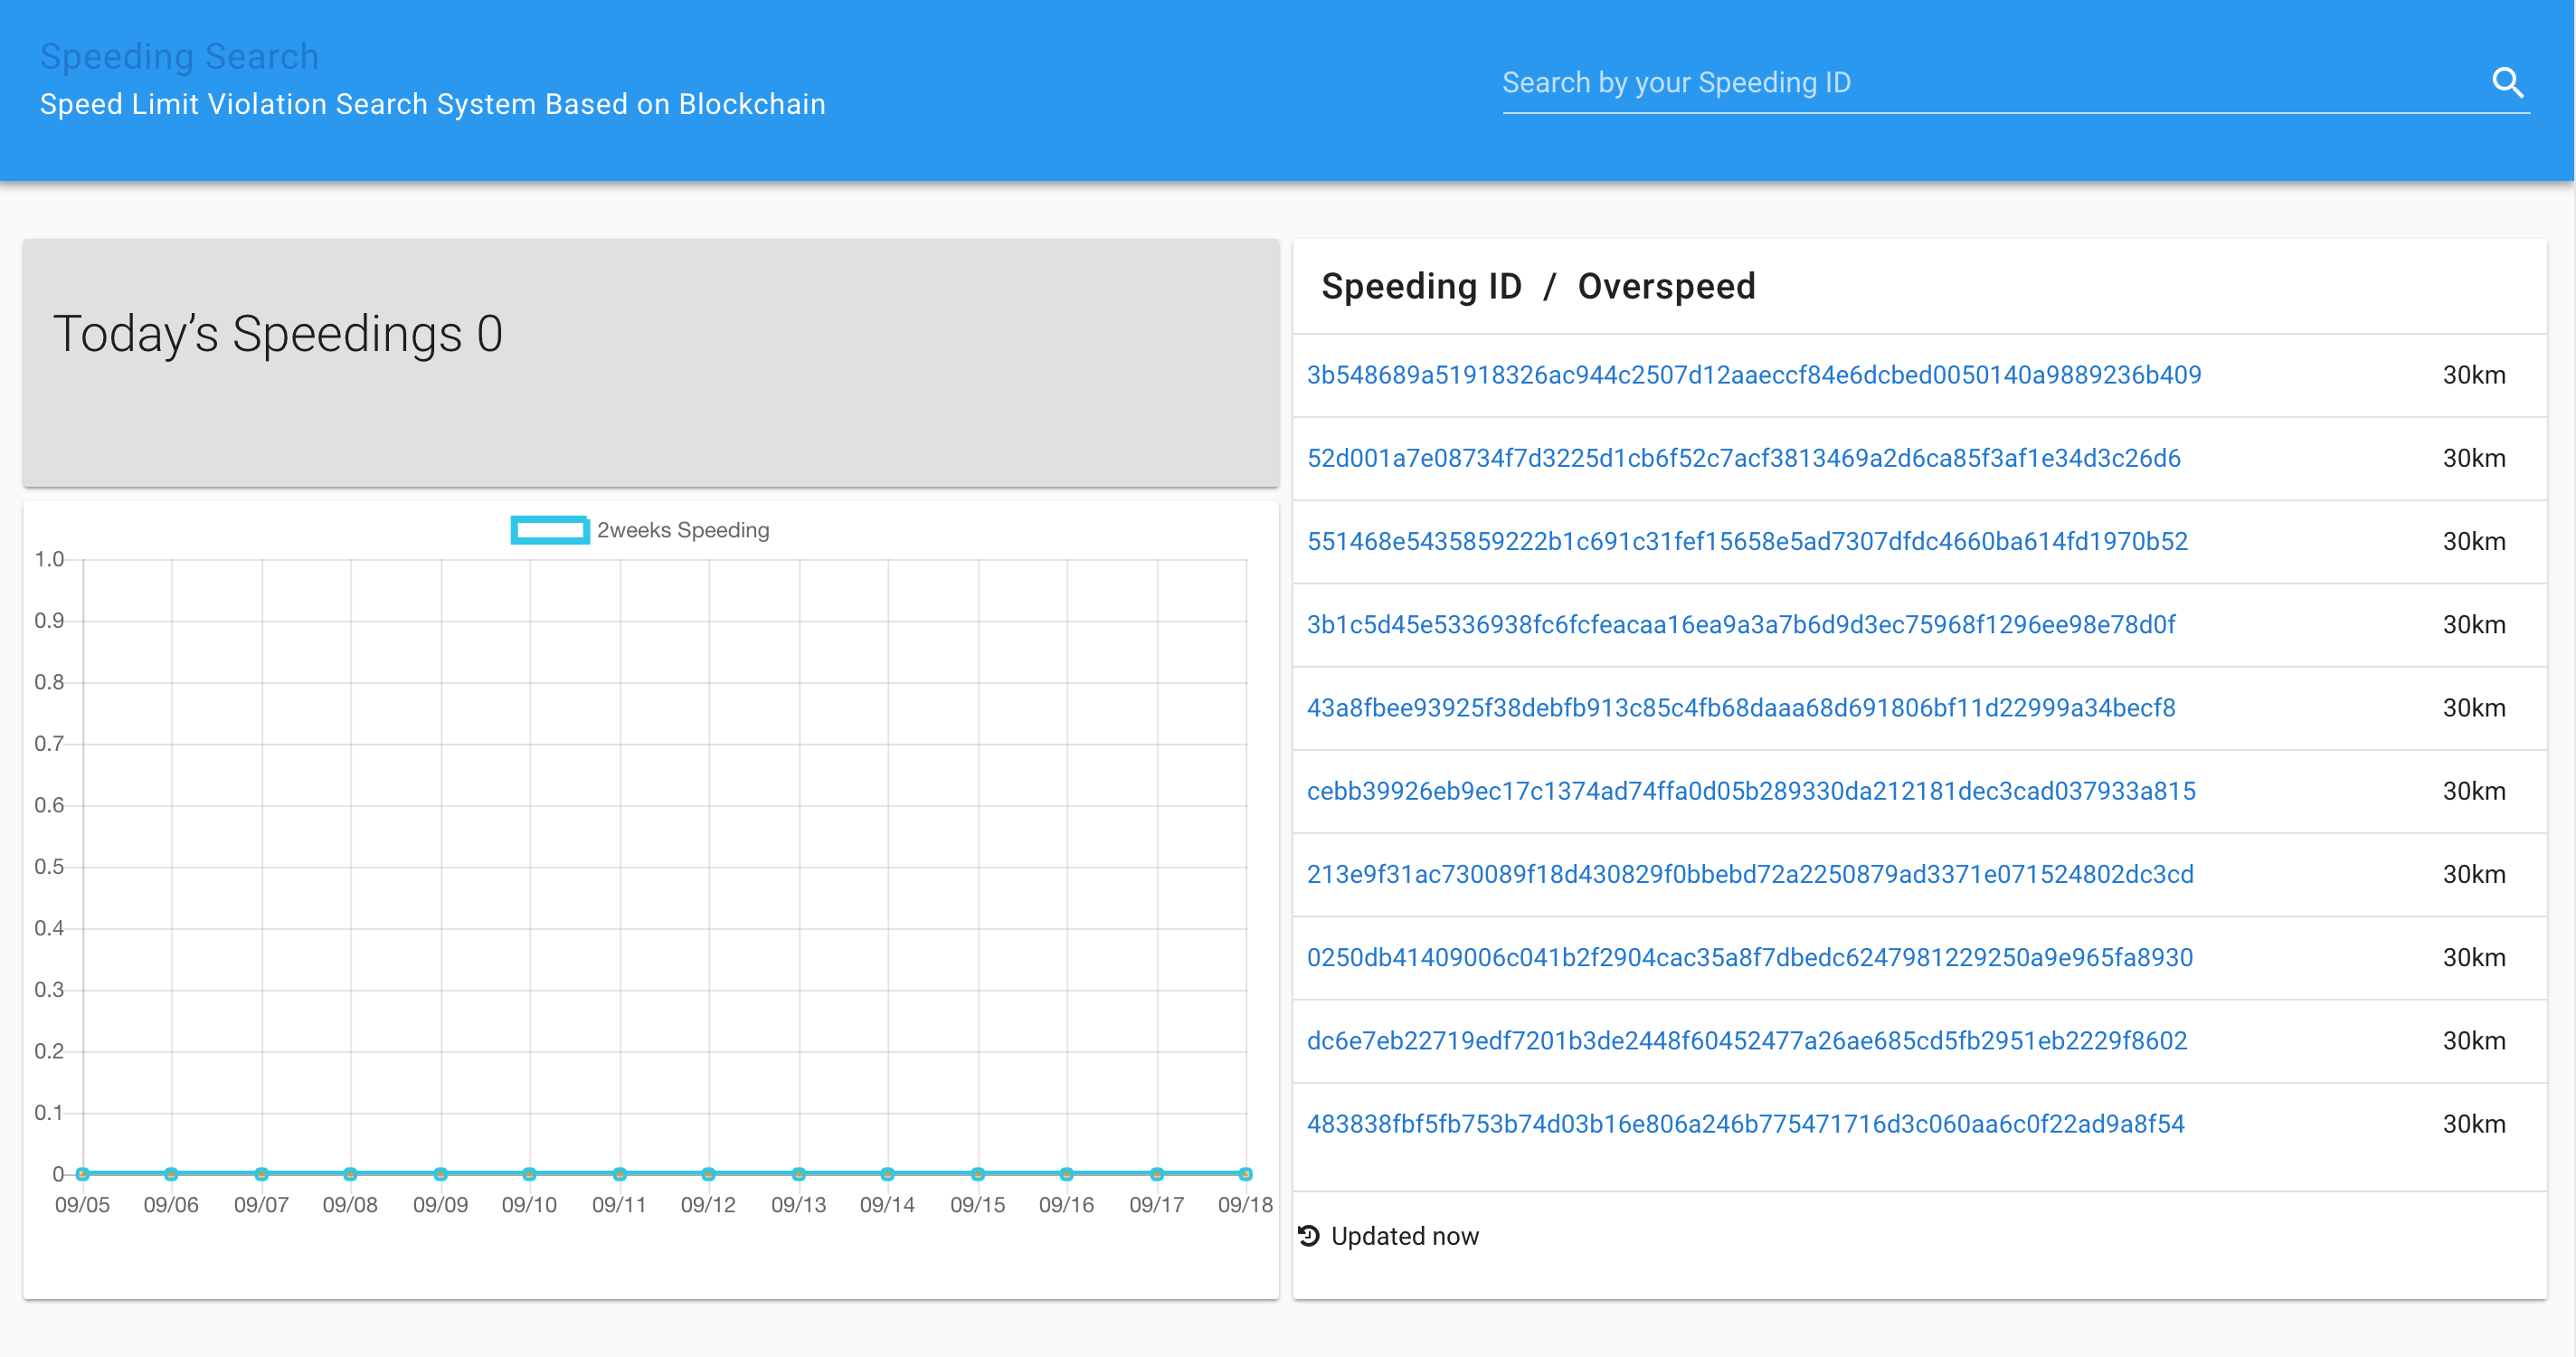 Speeding Search
Speed Limit Violation Search System Based on Blockchain
Search by your Speeding ID
Today's Speedings 0
2weeks Speeding
1.0
0.9
0.8
0.7
0.6
0.5
0.4
0.3
0.2
0.1
0
09/05 09/06 09/07 09/08 09/09 09/10 09/11 09/12 09/13 09/14 09/15 09/16 09/17 09/18
Speeding ID / Overspeed
3b548689a51918326ac944c2507d12aaeccf84e6dcbed0050140a9889236b409 30km
52d001a7e08734f7d3225d1cb6f52c7acf3813469a2d6ca85f3af1e34d3c26d6 30km
551468e5435859222b1c691c31fef15658e5ad7307dfdc4660ba614fd1970b52 30km
3b1c5d45e5336938fc6fcfeacaa16ea9a3a7b6d9d3ec75968f1296ee98e78d0f 30km
43a8fbee93925f38debfb913c85c4fb68daaa68d691806bf11d22999a34becf8 30km
cebb39926eb9ec17c1374ad74ffa0d05b289330da212181dec3cad037933a815 30km
213e9f31ac730089f18d430829f0bbebd72a2250879ad3371e071524802dc3cd 30km
0250db41409006c041b2f2904cac35a8f7dbedc6247981229250a9e965fa8930 30km
dc6e7eb22719edf7201b3de2448f60452477a26ae685cd5fb2951eb2229f8602 30km
483838fbf5fb753b74d03b16e806a246b775471716d3c060aa6c0f22ad9a8f54 30km
Updated now